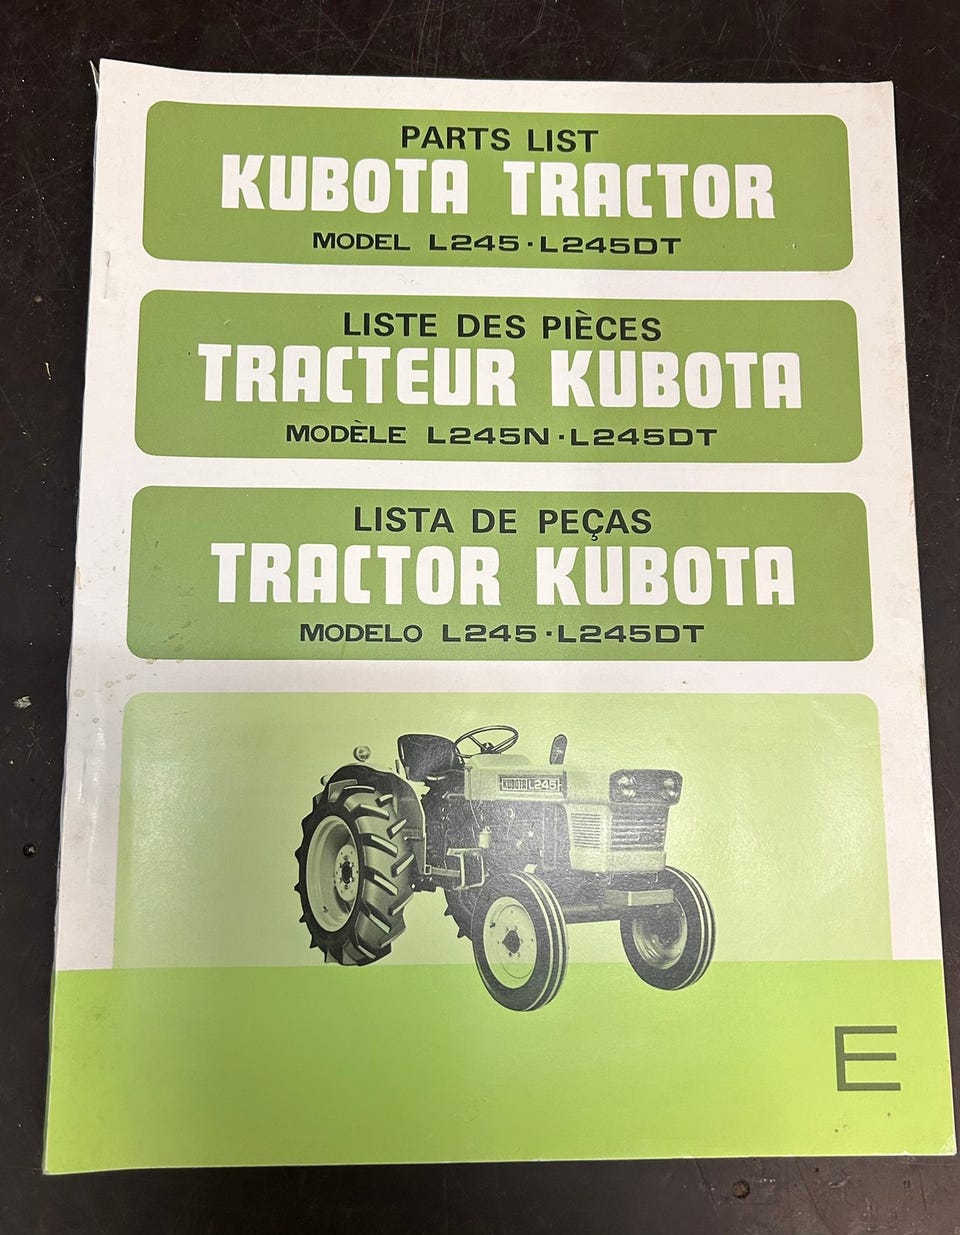 PARTS LIST
KUBOTA TRACTOR
MODEL L245·L245DT
LISTE DES PIÈCES
TRACTEUR KUBOTA
MODÈLE L245N·L245DT
LISTA DE PEÇAS
TRACTOR KUBOTA
MODELO L245·L245DT
KUBOTA L245
E